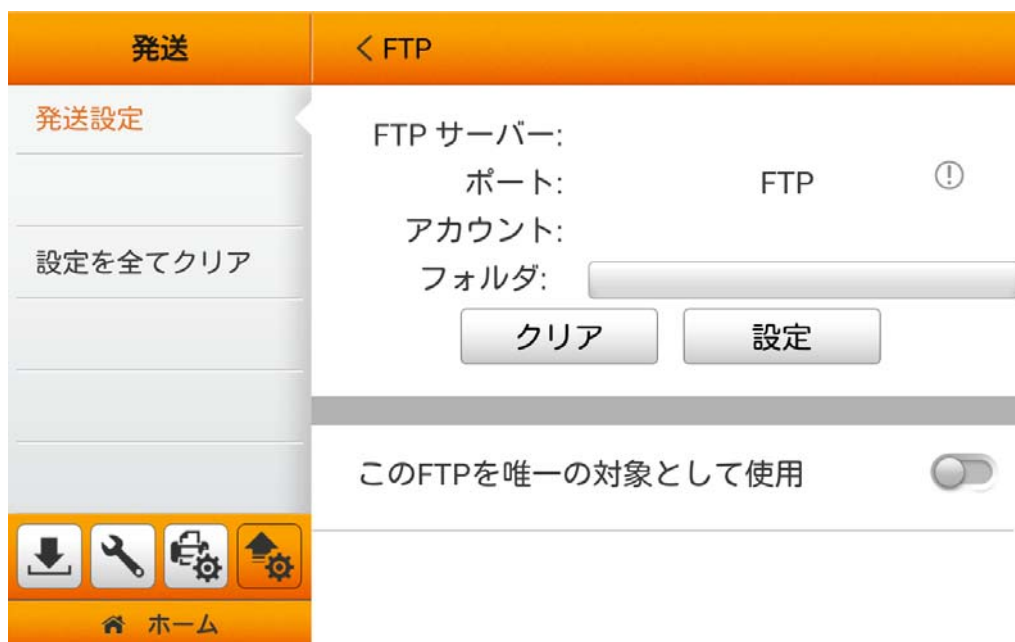 発送
< FTP
発送設定
設定を全てクリア
FTP サーバー:
ポート: FTP
アカウント:
フォルダ:
クリア 設定
このFTPを唯一の対象として使用
ホーム